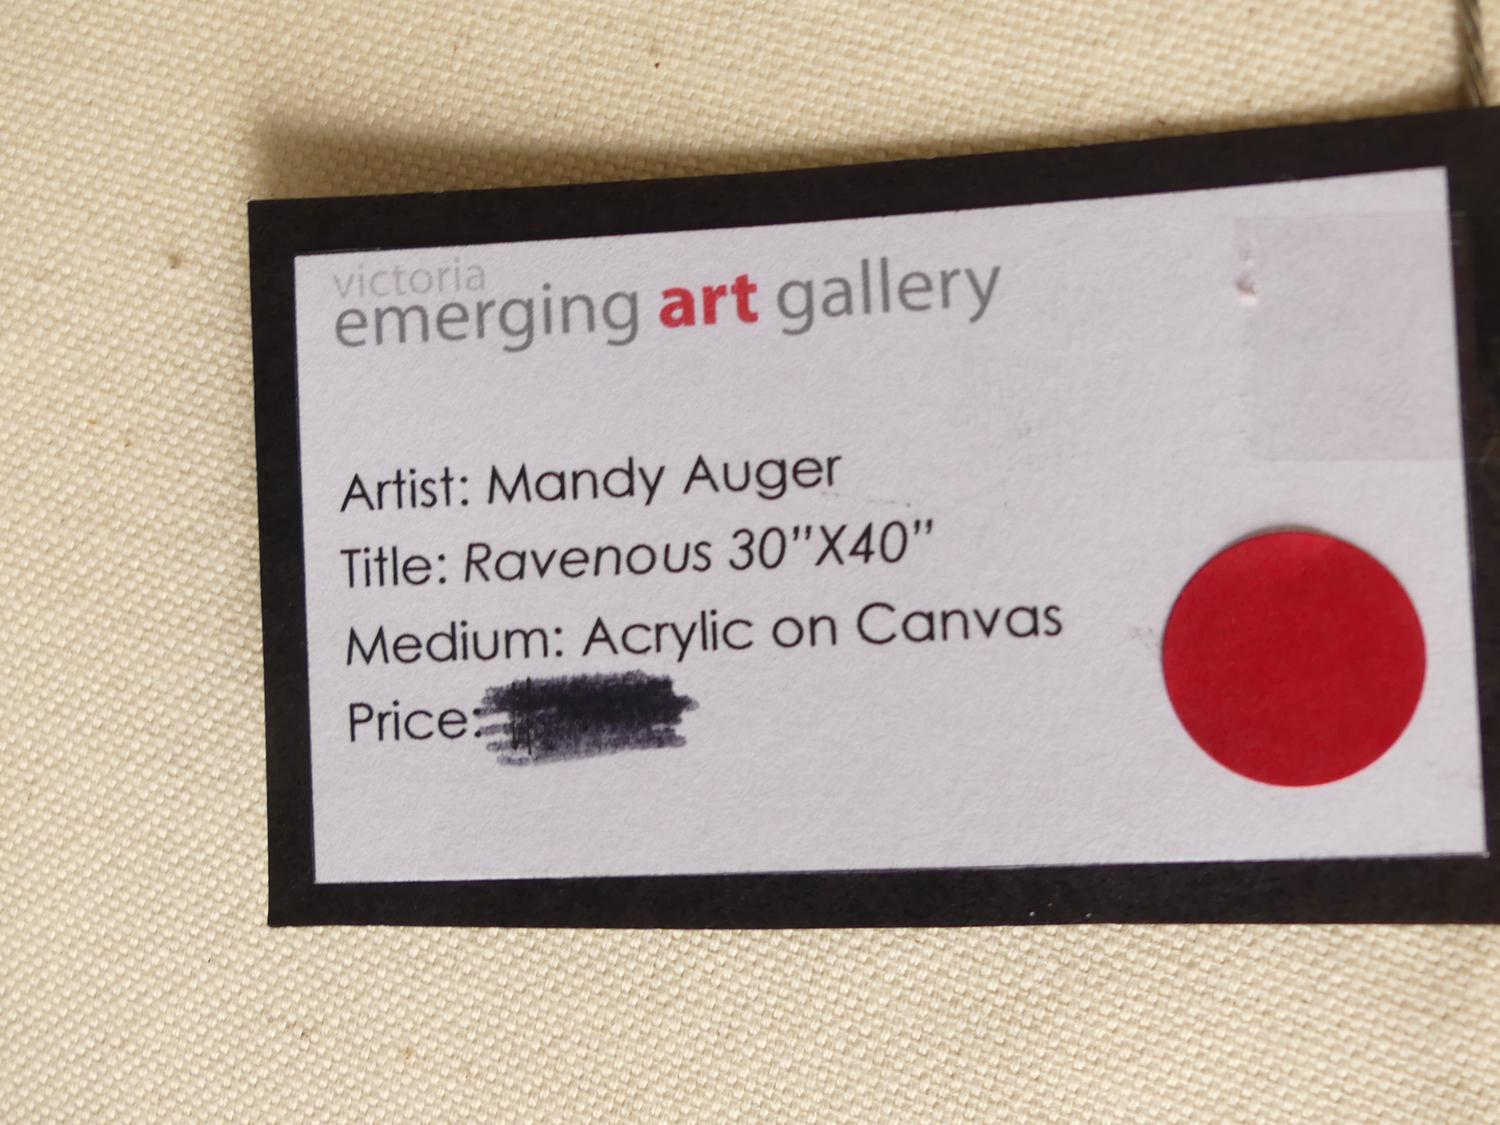 victoria
emerging art gallery
Artist: Mandy Auger
Title: Ravenous 30”X40”
Medium: Acrylic on Canvas
Price: